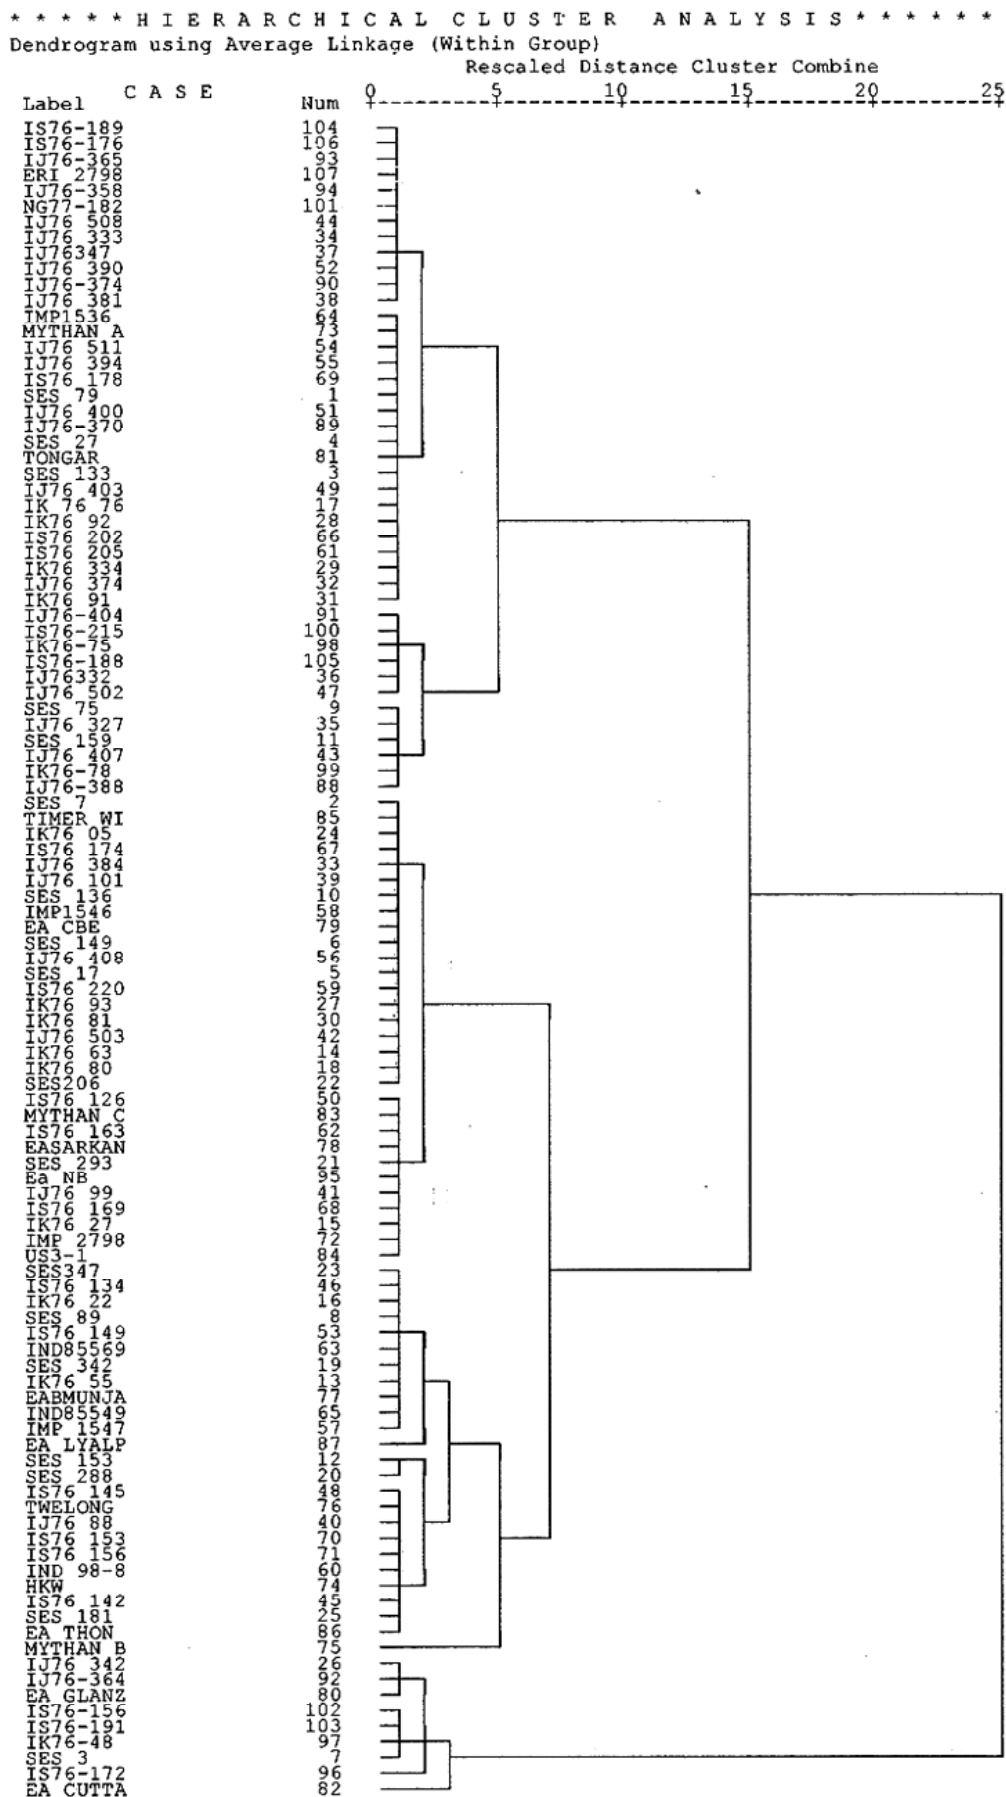 * * * * * H I E R A R C H I C A L C L U S T E R A N A L Y S I S * * * * * *
Dendrogram using Average Linkage (Within Group)
Rescaled Distance Cluster Combine
C A S E 0 5 10 15 20 25
Label Num
IS76-189 104
IS76-176 106
IJ76-365 93
ERI 2798 107
IJ76-358 94
NG77-182 101
IJ76 508 44
IJ76 333 34
IJ76347 37
IJ76 390 52
IJ76-374 90
IJ76 381 38
IMP1536 64
MYTHAN A 73
IJ76 511 54
IJ76 394 55
IS76 178 69
SES 79 1
IJ76 400 51
IJ76-370 89
SES 27 4
TONGAR 81
SES 133 3
IJ76 403 49
IK 76 76 17
IK76 92 28
IS76 202 66
IS76 205 61
IK76 334 29
IJ76 374 32
IK76 91 31
IJ76-404 91
IS76-215 100
IK76-75 98
IS76-188 105
IJ76332 36
IJ76 502 47
SES 75 9
IJ76 327 35
SES 159 11
IJ76 407 43
IK76-78 99
IJ76-388 88
SES 7 2
TIMER WI 85
IK76 05 24
IS76 174 67
IJ76 384 33
IJ76 101 39
SES 136 10
IMP1546 58
EA CBE 79
SES 149 6
IJ76 408 56
SES 17 5
IS76 220 59
IK76 93 27
IK76 81 30
IJ76 503 42
IK76 63 14
IK76 80 18
SES206 22
IS76 126 50
MYTHAN C 83
IS76 163 62
EASARKAN 78
SES 293 21
Ea NB 95
IJ76 99 41
IS76 169 68
IK76 27 15
IMP 2798 72
US3-1 84
SES347 23
IS76 134 46
IK76 22 16
SES 89 8
IS76 149 53
IND85569 63
SES 342 19
IK76 55 13
EABMUNJA 77
IND85549 65
IMP 1547 57
EA LYALP 87
SES 153 12
SES 288 20
IS76 145 48
TWELONG 76
IJ76 88 40
IS76 153 70
IS76 156 71
IND 98-8 60
HKW 74
IS76 142 45
SES 181 25
EA THON 86
MYTHAN B 75
IJ76 342 26
IJ76-364 92
EA GLANZ 80
IS76-156 102
IS76-191 103
IK76-48 97
SES 3 7
IS76-172 96
EA CUTTA 82